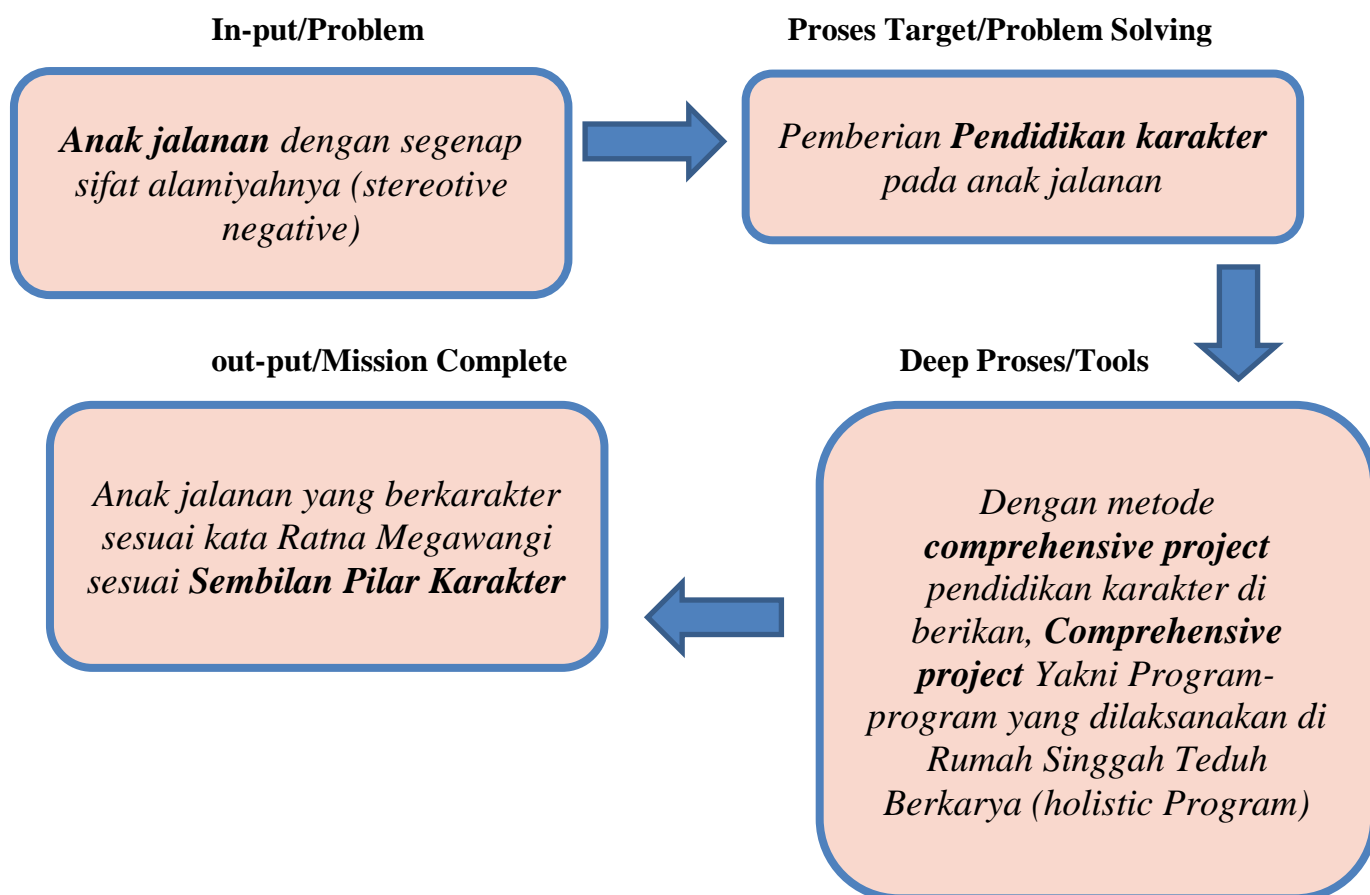 In-put/Problem
Anak jalanan dengan segenap
sifat alamiyahnya (stereotive
negative)
Proses Target/Problem Solving
Pemberian Pendidikan karakter
pada anak jalanan
Deep Proses/Tools
Dengan metode
comprehensive project
pendidikan karakter di
berikan, Comprehensive
project Yakni Program-
program yang dilaksanakan di
Rumah Singgah Teduh
Berkarya (holistic Program)
out-put/Mission Complete
Anak jalanan yang berkarakter
sesuai kata Ratna Megawangi
sesuai Sembilan Pilar Karakter